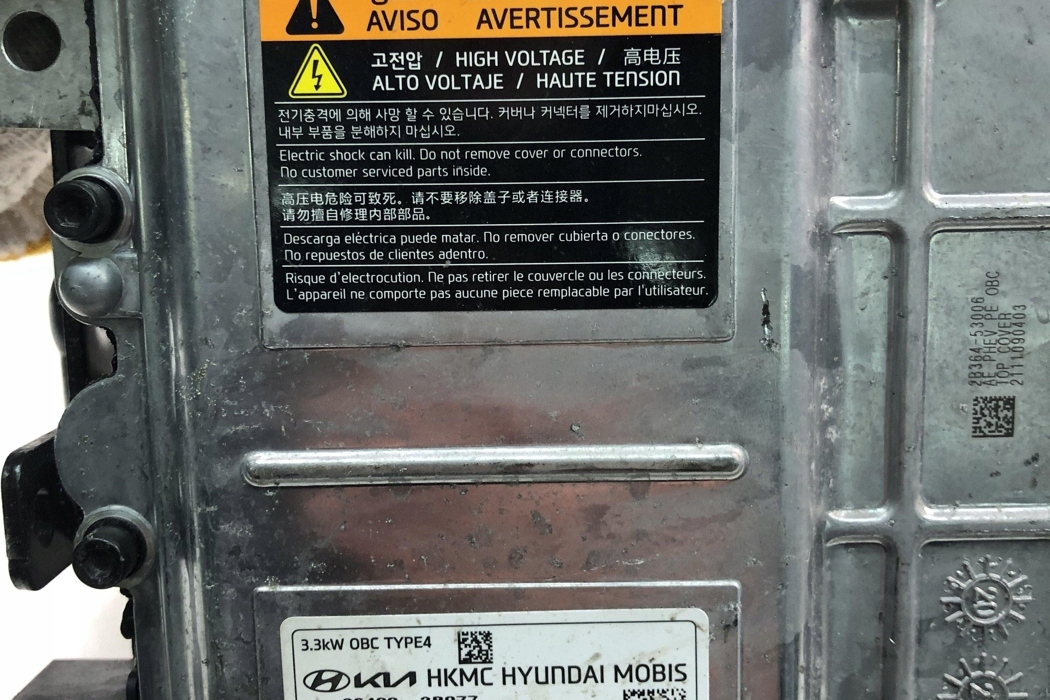 AVISO AVERTISSEMENT
고전압 / HIGH VOLTAGE / 高电压
ALTO VOLTAJE / HAUTE TENSION
전기충격에 의해 사망 할 수 있습니다. 커버나 커넥터를 제거하지마십시오.
내부 부품을 분해하지 마십시오.
Electric shock can kill. Do not remove cover or connectors.
No customer serviced parts inside.
高压电危险可致死。请不要移除盖子或者连接器。
请勿擅自修理内部部品。
Descarga eléctrica puede matar. No remover cubierta o conectores.
No repuestos de clientes adentro.
Risque d'electrocution. Ne pas retirer le couvercle ou les connecteurs.
L'appareil ne comporte pas aucune piece remplacable par l'utilisateur.
2B364-53006
AE PHEV PE OBC
TOP COVER
2111090403
20
3.3kW OBC TYPE4
KIA HKMC HYUNDAI MOBIS